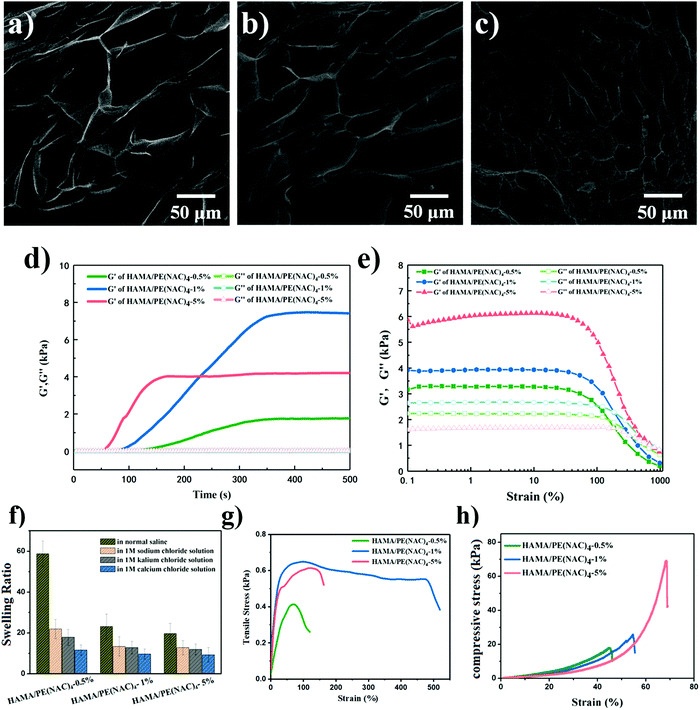 a)
b)
c)
50 μm
50 μm
50 μm
d)
G' of HAMA/PE(NAC)4-0.5%
G'' of HAMA/PE(NAC)4-0.5%
G' of HAMA/PE(NAC)4-1%
G'' of HAMA/PE(NAC)4-1%
G' of HAMA/PE(NAC)4-5%
G'' of HAMA/PE(NAC)4-5%
10
8
6
4
2
0
G',G'' (kPa)
0 100 200 300 400 500
Time (s)
e)
G' of HAMA/PE(NAC)4-0.5%
G'' of HAMA/PE(NAC)4-0.5%
G' of HAMA/PE(NAC)4-1%
G'' of HAMA/PE(NAC)4-1%
G' of HAMA/PE(NAC)4-5%
G'' of HAMA/PE(NAC)4-5%
8
7
6
5
4
3
2
1
0
G', G'' (kPa)
0.1 1 10 100 1000
Strain (%)
f)
in normal saline
in 1M sodium chloride solution
in 1M kalium chloride solution
in 1M calcium chloride solution
60
40
20
0
Swelling Ratio
HAMA/PE(NAC)4-0.5%
HAMA/PE(NAC)4- 1%
HAMA/PE(NAC)4- 5%
g)
HAMA/PE(NAC)4-0.5%
HAMA/PE(NAC)4-1%
HAMA/PE(NAC)4-5%
0.8
0.6
0.4
0.2
0.0
Tensile Stress (kPa)
0 100 200 300 400 500
Strain (%)
h)
HAMA/PE(NAC)4-0.5%
HAMA/PE(NAC)4-1%
HAMA/PE(NAC)4-5%
100
80
60
40
20
0
compressive stress (kPa)
0 20 40 60 80
Strain (%)